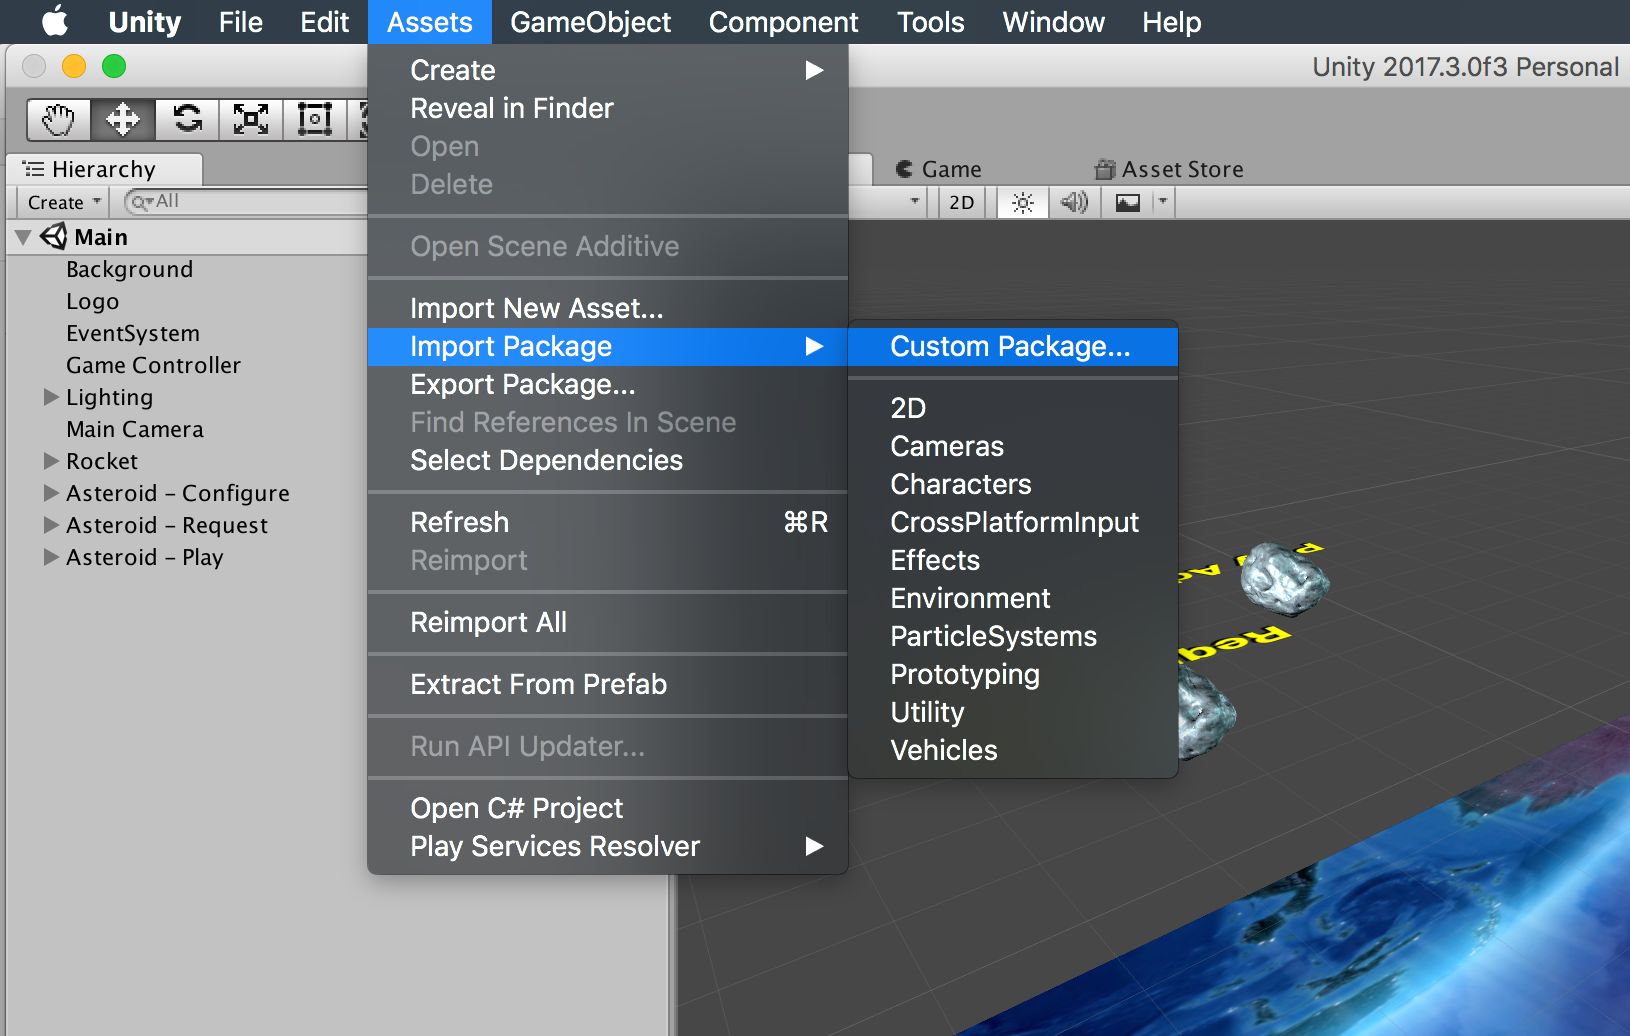 Unity File Edit Assets GameObject Component Tools Window Help
Unity 2017.3.0f3 Personal
Hierarchy
Create
All
Main
Background
Logo
EventSystem
Game Controller
Lighting
Main Camera
Rocket
Asteroid – Configure
Asteroid – Request
Asteroid – Play
Create
Reveal in Finder
Open
Delete
Open Scene Additive
Import New Asset...
Import Package
Export Package...
Find References In Scene
Select Dependencies
Refresh ⌘R
Reimport
Reimport All
Extract From Prefab
Run API Updater...
Open C# Project
Play Services Resolver
Custom Package...
2D
Cameras
Characters
CrossPlatformInput
Effects
Environment
ParticleSystems
Prototyping
Utility
Vehicles
Game
Asset Store
2D